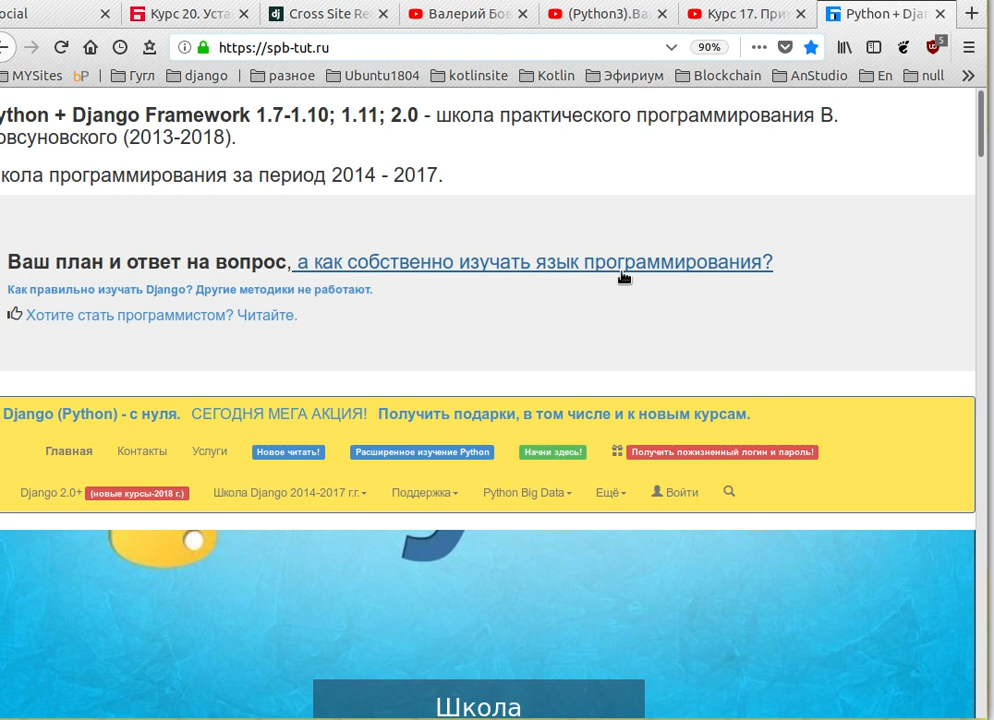 ocial
Курс 20. Уста
Cross Site Re
Валерий Бов
(Python3).Ва
Курс 17. При
Python + Djan
https://spb-tut.ru
90%
5
MYSites
bP
Гугл
django
разное
Ubuntu1804
kotlinsite
Kotlin
Эфириум
Blockchain
AnStudio
En
null
ython + Django Framework 1.7-1.10; 1.11; 2.0 - школа практического программирования В.
овсуновского (2013-2018).
кола программирования за период 2014 - 2017.
Ваш план и ответ на вопрос, а как собственно изучать язык программирования?
Как правильно изучать Django? Другие методики не работают.
Хотите стать программистом? Читайте.
Django (Python) - с нуля. СЕГОДНЯ МЕГА АКЦИЯ! Получить подарки, в том числе и к новым курсам.
Главная Контакты Услуги Новое читать! Расширенное изучение Python Начни здесь! Получить пожизненный логин и пароль!
Django 2.0+ (новые курсы-2018 г.) Школа Django 2014-2017 г.г. Поддержка Python Big Data Ещё Войти
Школа